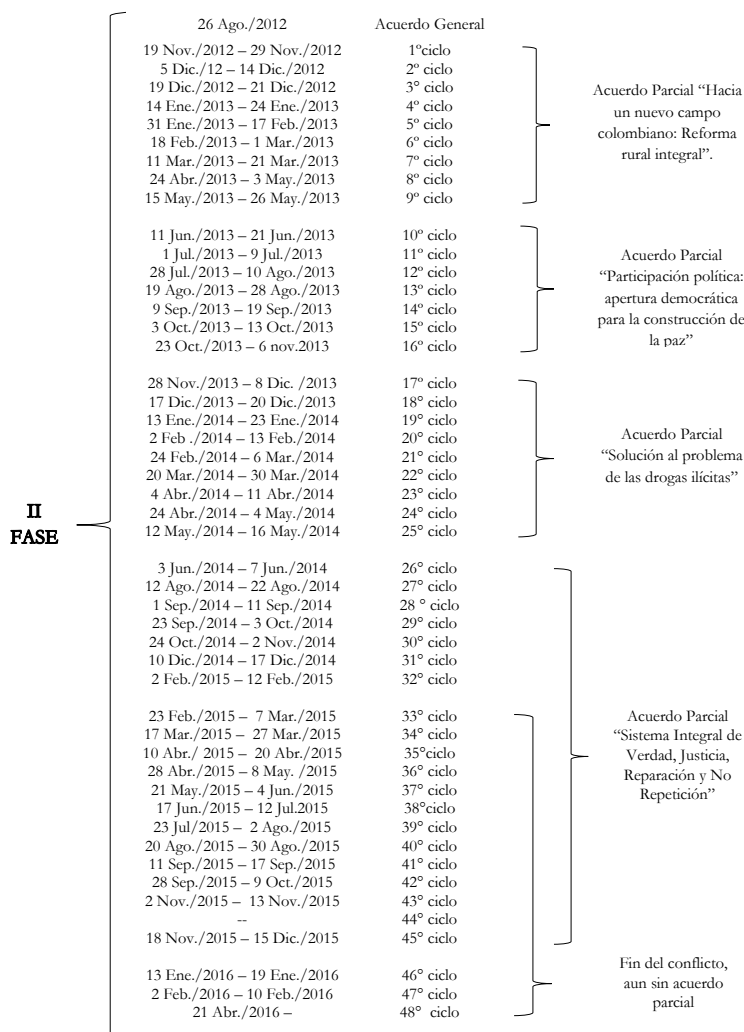 26 Ago./2012 Acuerdo General
19 Nov./2012 – 29 Nov./2012 1ºciclo
5 Dic./12 – 14 Dic./2012 2º ciclo
19 Dic./2012 – 21 Dic./2012 3° ciclo
14 Ene./2013 – 24 Ene./2013 4º ciclo
31 Ene./2013 – 17 Feb./2013 5º ciclo
18 Feb./2013 – 1 Mar./2013 6º ciclo
11 Mar./2013 – 21 Mar./2013 7º ciclo
24 Abr./2013 – 3 May./2013 8º ciclo
15 May./2013 – 26 May./2013 9º ciclo
Acuerdo Parcial “Hacia
un nuevo campo
colombiano: Reforma
rural integral”.
11 Jun./2013 – 21 Jun./2013 10º ciclo
1 Jul./2013 – 9 Jul./2013 11º ciclo
28 Jul./2013 – 10 Ago./2013 12º ciclo
19 Ago./2013 – 28 Ago./2013 13º ciclo
9 Sep./2013 – 19 Sep./2013 14º ciclo
3 Oct./2013 – 13 Oct./2013 15º ciclo
23 Oct./2013 – 6 nov.2013 16º ciclo
Acuerdo Parcial
“Participación política:
apertura democrática
para la construcción de
la paz”
28 Nov./2013 – 8 Dic. /2013 17º ciclo
17 Dic./2013 – 20 Dic./2013 18° ciclo
13 Ene./2014 – 23 Ene./2014 19° ciclo
2 Feb ./2014 – 13 Feb./2014 20° ciclo
24 Feb./2014 – 6 Mar./2014 21° ciclo
20 Mar./2014 – 30 Mar./2014 22° ciclo
4 Abr./2014 – 11 Abr./2014 23° ciclo
24 Abr./2014 – 4 May./2014 24° ciclo
12 May./2014 – 16 May./2014 25° ciclo
Acuerdo Parcial
“Solución al problema
de las drogas ilícitas”
II
FASE
3 Jun./2014 – 7 Jun./2014 26° ciclo
12 Ago./2014 – 22 Ago./2014 27° ciclo
1 Sep./2014 – 11 Sep./2014 28 ° ciclo
23 Sep./2014 – 3 Oct./2014 29° ciclo
24 Oct./2014 – 2 Nov./2014 30° ciclo
10 Dic./2014 – 17 Dic./2014 31° ciclo
2 Feb./2015 – 12 Feb./2015 32° ciclo
23 Feb./2015 – 7 Mar./2015 33° ciclo
17 Mar./2015 – 27 Mar./2015 34° ciclo
10 Abr./ 2015 – 20 Abr./2015 35°ciclo
28 Abr./2015 – 8 May. /2015 36° ciclo
21 May./2015 – 4 Jun./2015 37° ciclo
17 Jun./2015 – 12 Jul.2015 38°ciclo
23 Jul/2015 – 2 Ago./2015 39° ciclo
20 Ago./2015 – 30 Ago./2015 40° ciclo
11 Sep./2015 – 17 Sep./2015 41° ciclo
28 Sep./2015 – 9 Oct./2015 42° ciclo
2 Nov./2015 – 13 Nov./2015 43° ciclo
-- 44° ciclo
18 Nov./2015 – 15 Dic./2015 45° ciclo
Acuerdo Parcial
“Sistema Integral de
Verdad, Justicia,
Reparación y No
Repetición”
13 Ene./2016 – 19 Ene./2016 46° ciclo
2 Feb./2016 – 10 Feb./2016 47° ciclo
21 Abr./2016 – 48° ciclo
Fin del conflicto,
aun sin acuerdo
parcial